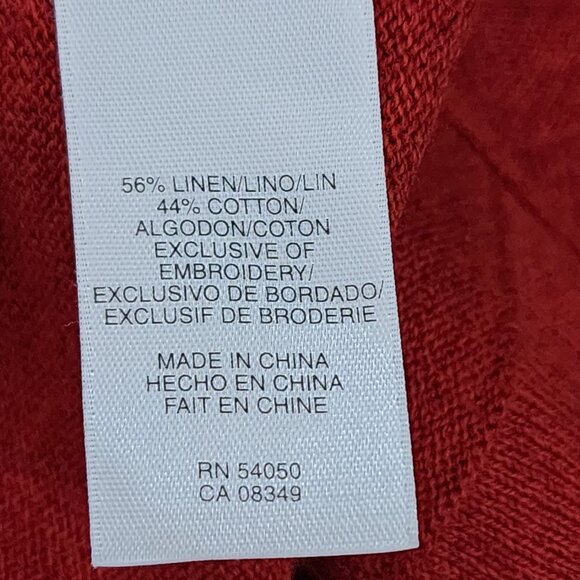 56% LINEN/LINO/LIN
44% COTTON/
ALGODON/COTON
EXCLUSIVE OF
EMBROIDERY/
EXCLUSIVO DE BORDADO/
EXCLUSIF DE BRODERIE
MADE IN CHINA
HECHO EN CHINA
FAIT EN CHINE
RN 54050
CA 08349